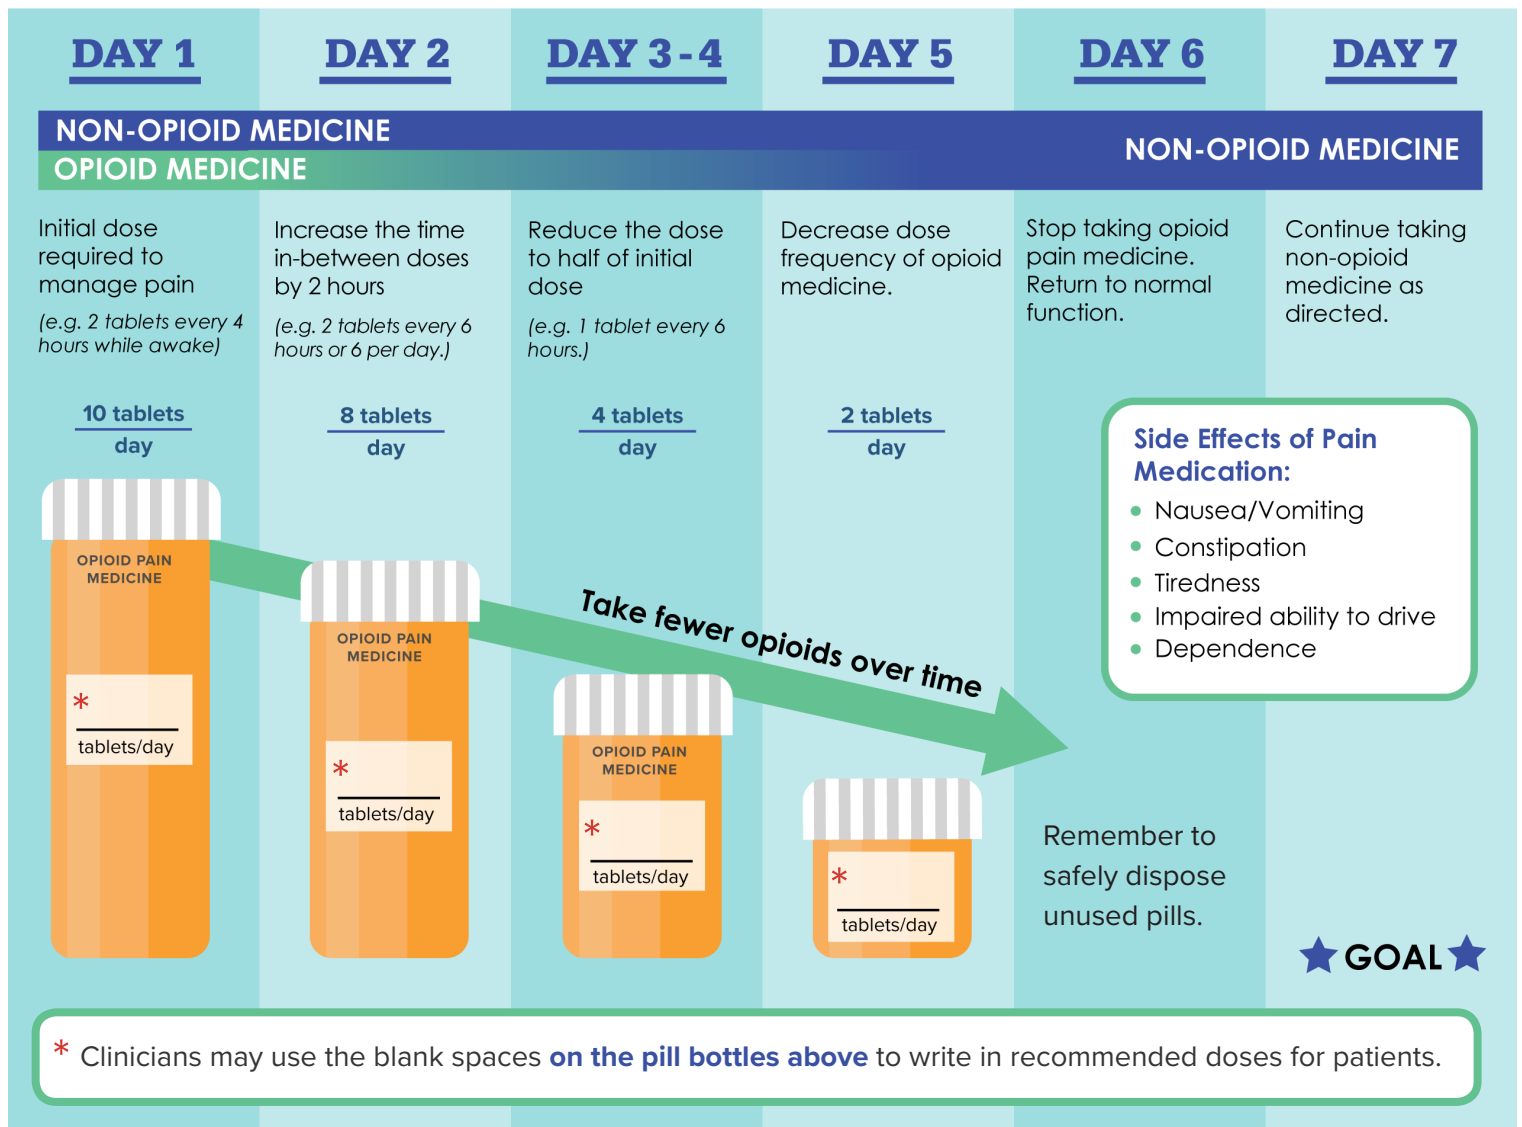 DAY 1
DAY 2
DAY 3-4
DAY 5
DAY 6
DAY 7
NON-OPIOID MEDICINE
OPIOID MEDICINE
NON-OPIOID MEDICINE
Initial dose
required to
manage pain
(e.g. 2 tablets every 4
hours while awake)
10 tablets
day
Increase the time
in-between doses
by 2 hours
(e.g. 2 tablets every 6
hours or 6 per day.)
8 tablets
day
Reduce the dose
to half of initial
dose
(e.g. 1 tablet every 6
hours.)
4 tablets
day
Decrease dose
frequency of opioid
medicine.
2 tablets
day
Stop taking opioid
pain medicine.
Return to normal
function.
Continue taking
non-opioid
medicine as
directed.
Side Effects of Pain
Medication:
• Nausea/Vomiting
• Constipation
• Tiredness
• Impaired ability to drive
• Dependence
OPIOID PAIN
MEDICINE
*
tablets/day
OPIOID PAIN
MEDICINE
*
tablets/day
Take fewer opioids over time
OPIOID PAIN
MEDICINE
*
tablets/day
*
tablets/day
Remember to
safely dispose
unused pills.
GOAL
* Clinicians may use the blank spaces on the pill bottles above to write in recommended doses for patients.